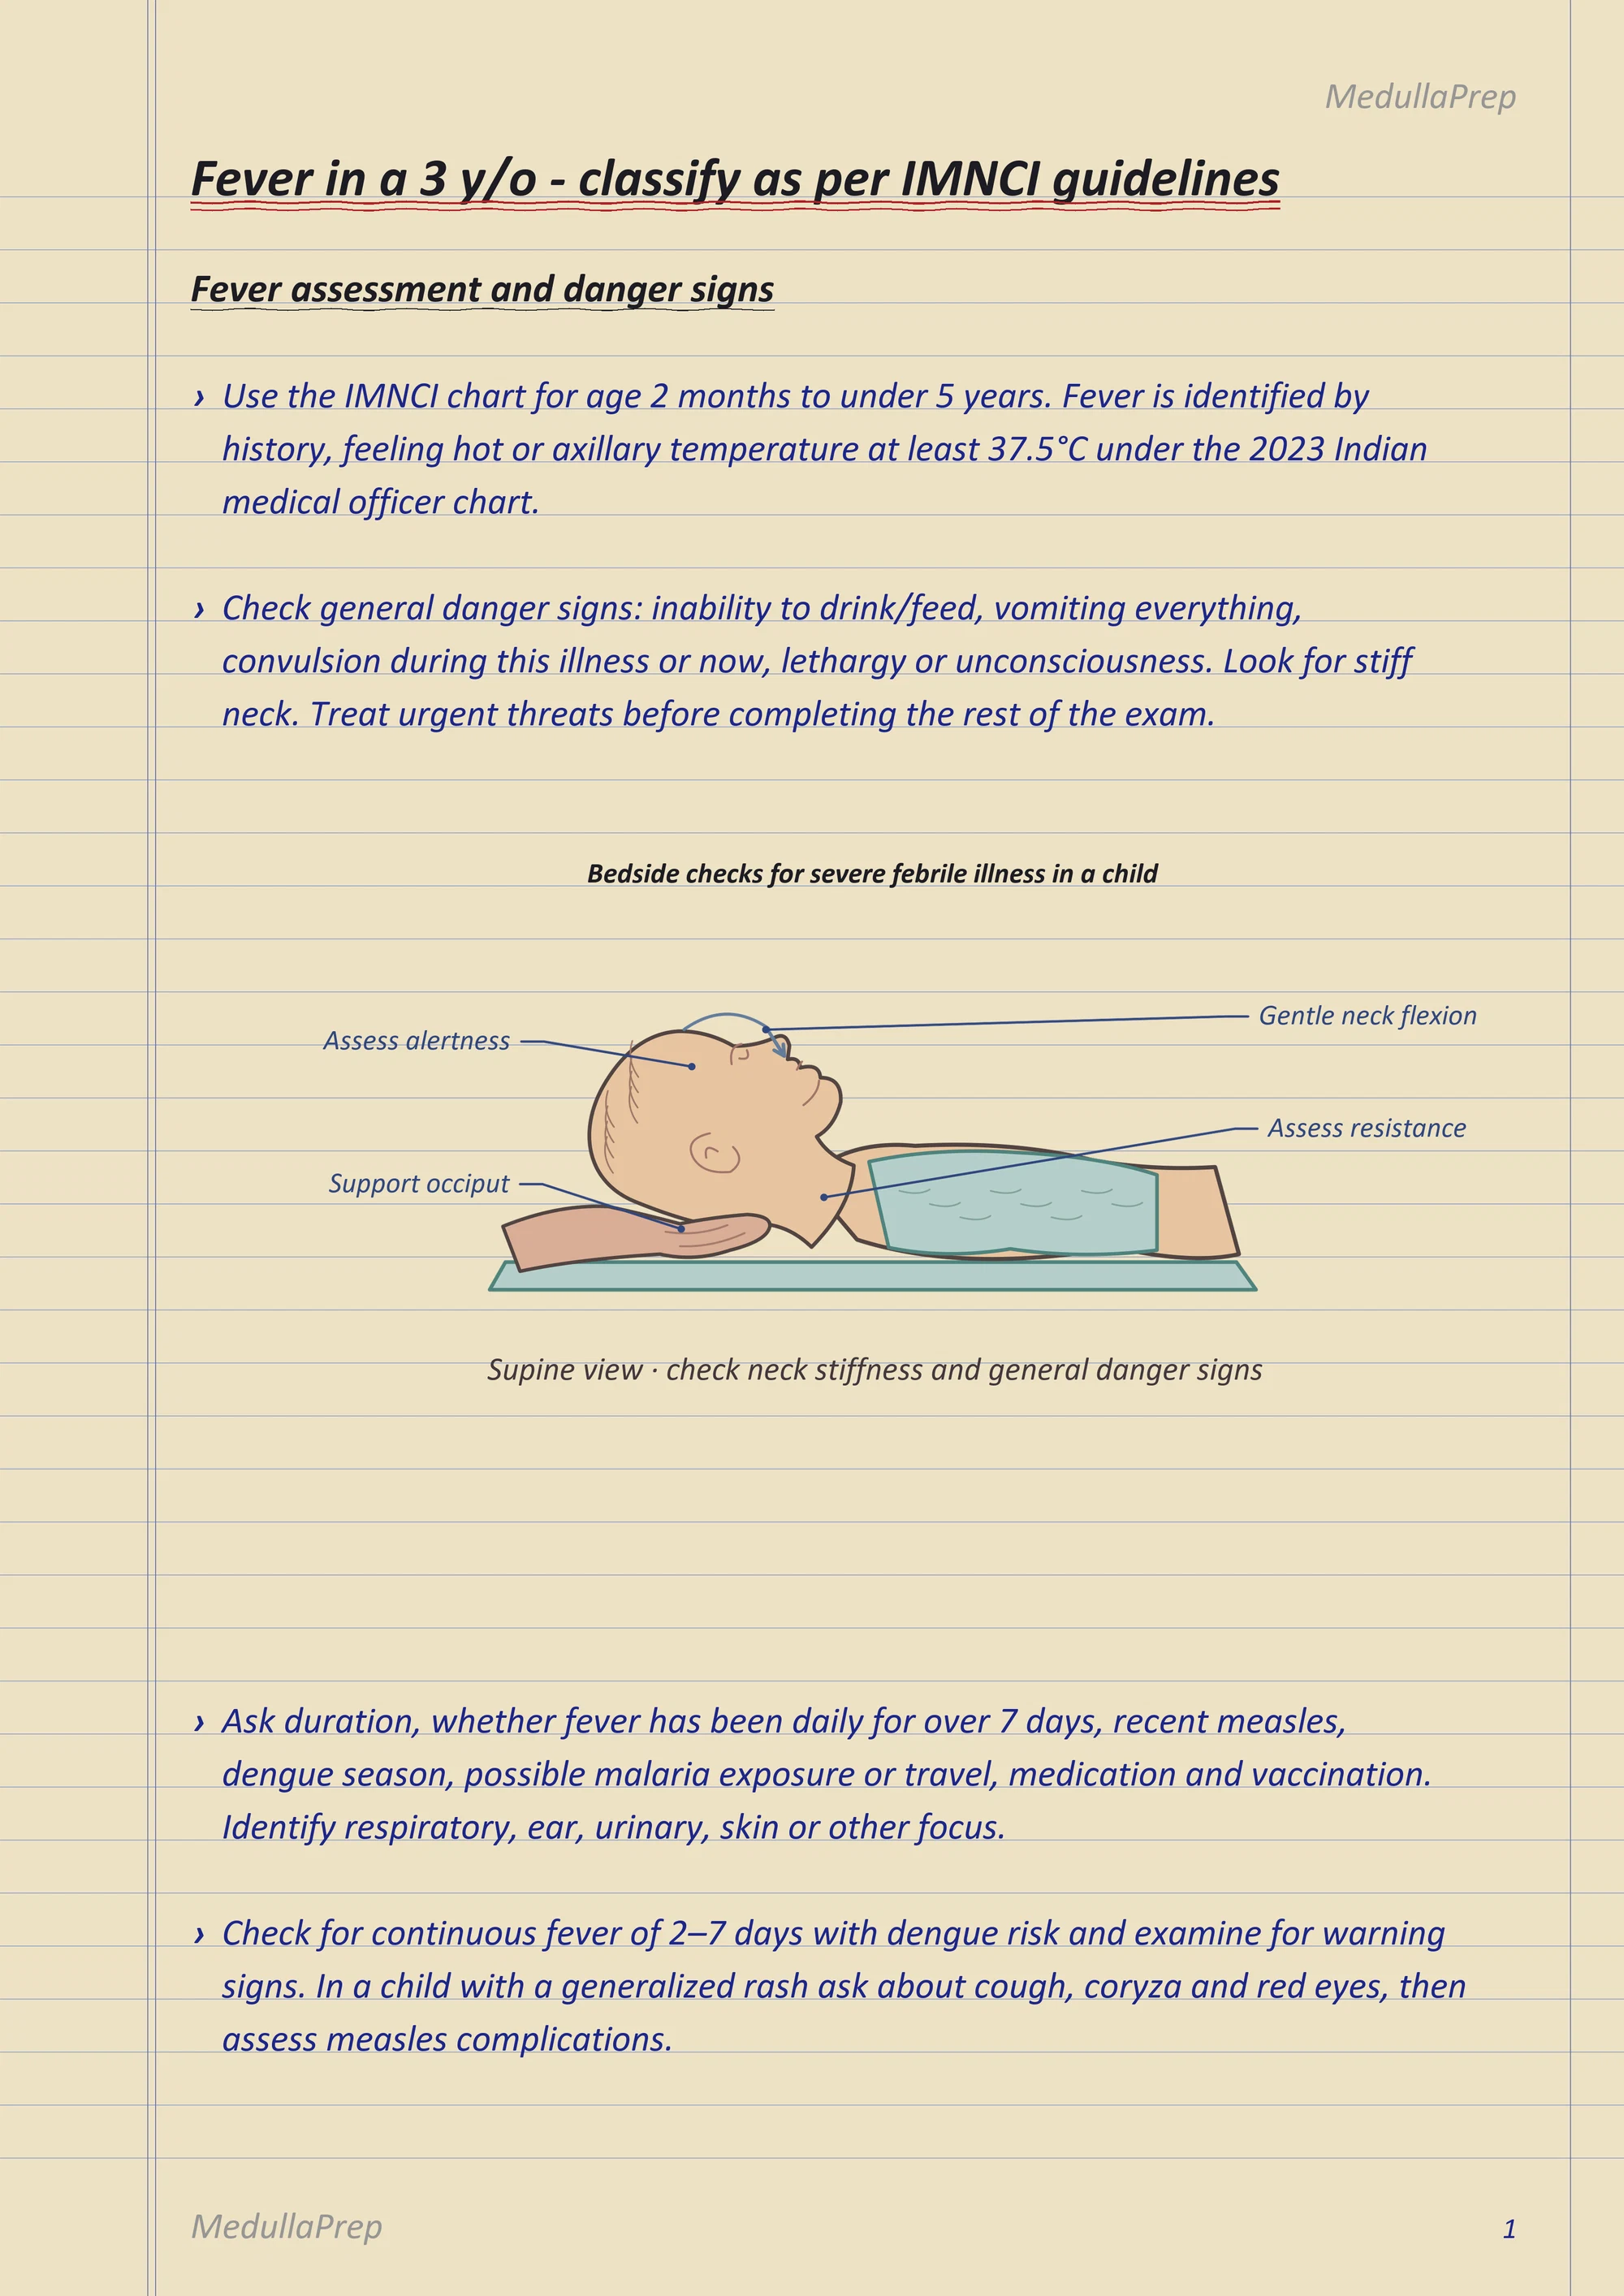 MedullaPrep
Fever in a 3 y/o - classify as per IMNCI guidelines
Fever assessment and danger signs
› Use the IMNCI chart for age 2 months to under 5 years. Fever is identified by
history, feeling hot or axillary temperature at least 37.5°C under the 2023 Indian
medical officer chart.
› Check general danger signs: inability to drink/feed, vomiting everything,
convulsion during this illness or now, lethargy or unconsciousness. Look for stiff
neck. Treat urgent threats before completing the rest of the exam.
Bedside checks for severe febrile illness in a child
Gentle neck flexion
Assess alertness
Assess resistance
Support occiput
Supine view · check neck stiffness and general danger signs
› Ask duration, whether fever has been daily for over 7 days, recent measles,
dengue season, possible malaria exposure or travel, medication and vaccination.
Identify respiratory, ear, urinary, skin or other focus.
› Check for continuous fever of 2–7 days with dengue risk and examine for warning
signs. In a child with a generalized rash ask about cough, coryza and red eyes, then
assess measles complications.
MedullaPrep
1